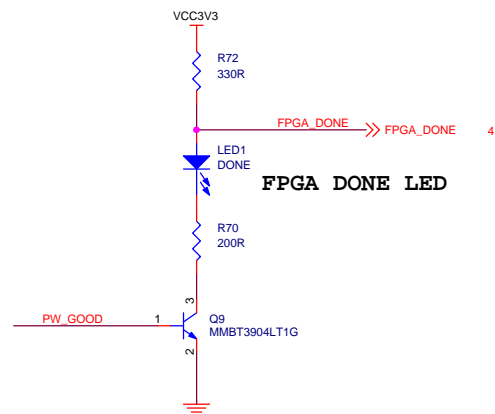 VCC3V3
R72
330R
FPGA_DONE
FPGA_DONE 4
LED1
DONE
FPGA DONE LED
R70
200R
3
PW_GOOD
1
Q9
MMBT3904LT1G
2